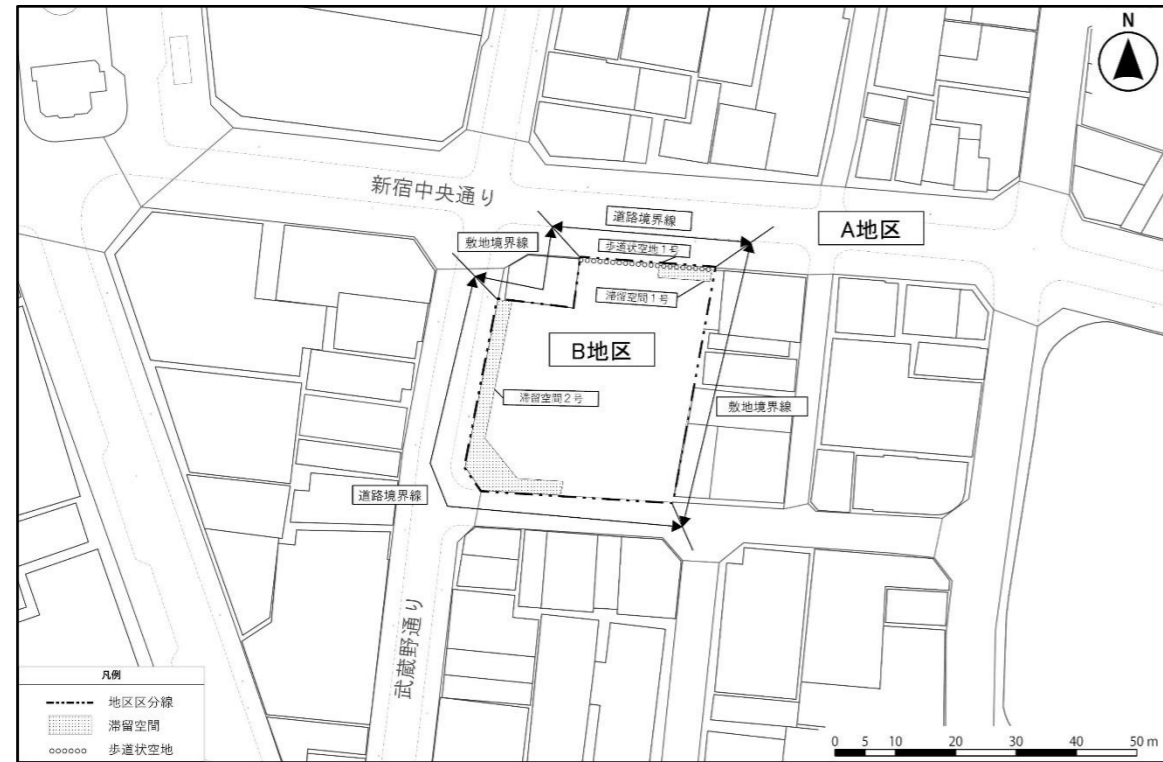 N
新宿中央通り
道路境界線
A地区
敷地境界線
歩道状空地1号
滞留空間1号
B地区
滞留空間2号
敷地境界線
道路境界線
武蔵野通り
凡例
地区区分線
滞留空間
歩道状空地
0 5 10 20 30 40 50 m